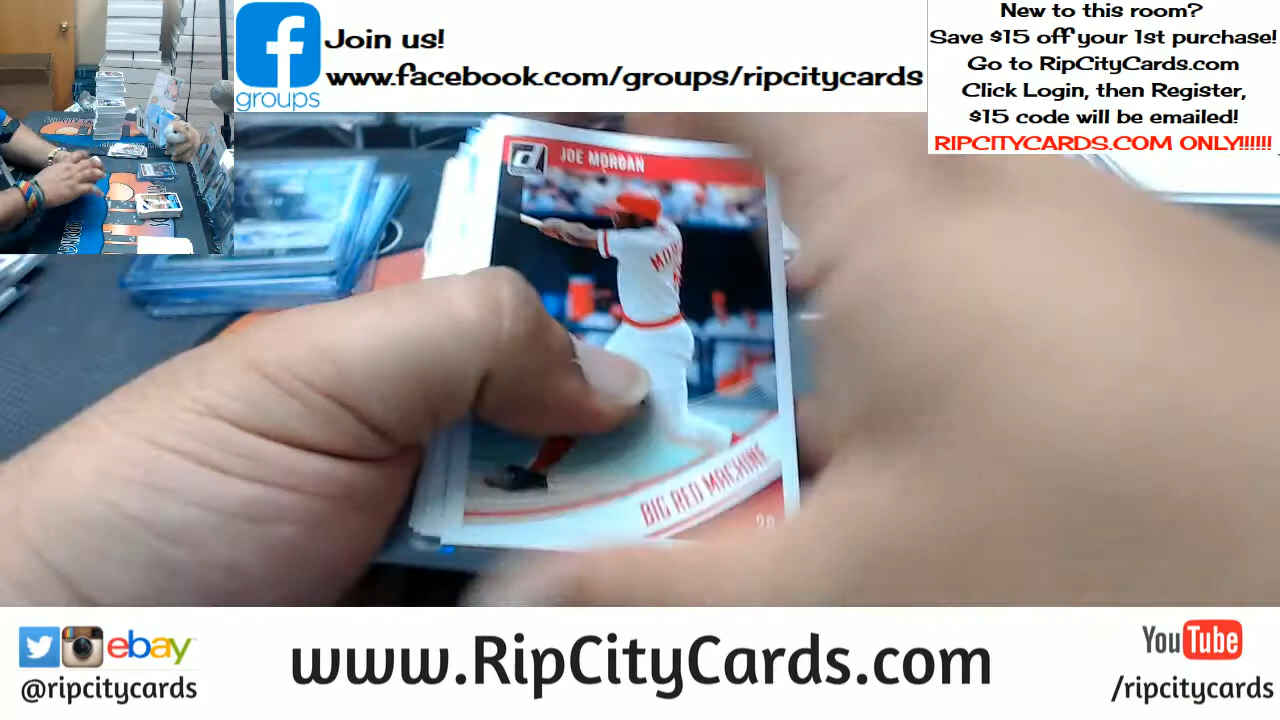 Join us!
www.facebook.com/groups/ripcitycards
groups
New to this room?
Save $15 off your 1st purchase!
Go to RipCityCards.com
Click Login, then Register,
$15 code will be emailed!
RIPCITYCARDS.COM ONLY!!!!!!
JOE MORGAN
BIG RED MACHINE
ebay
@ripcitycards
www.RipCityCards.com
YouTube
/ripcitycards